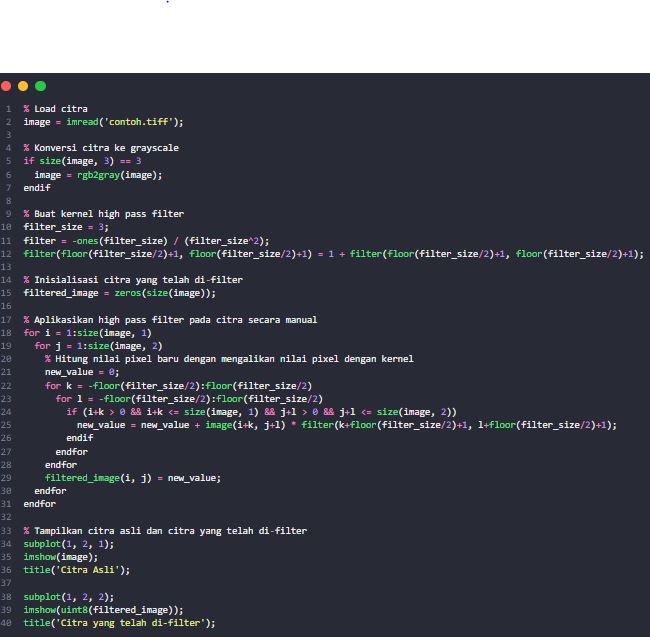 1 % Load citra
2 image = imread('contoh.tiff');
3
4 % Konversi citra ke grayscale
5 if size(image, 3) == 3
6   image = rgb2gray(image);
7 endif
8
9 % Buat kernel high pass filter
10 filter_size = 3;
11 filter = -ones(filter_size) / (filter_size^2);
12 filter(floor(filter_size/2)+1, floor(filter_size/2)+1) = 1 + filter(floor(filter_size/2)+1, floor(filter_size/2)+1);
13
14 % Inisialisasi citra yang telah di-filter
15 filtered_image = zeros(size(image));
16
17 % Aplikasikan high pass filter pada citra secara manual
18 for i = 1:size(image, 1)
19   for j = 1:size(image, 2)
20     % Hitung nilai pixel baru dengan mengalikan nilai pixel dengan kernel
21     new_value = 0;
22     for k = -floor(filter_size/2):floor(filter_size/2)
23       for l = -floor(filter_size/2):floor(filter_size/2)
24         if (i+k > 0 && i+k <= size(image, 1) && j+l > 0 && j+l <= size(image, 2))
25           new_value = new_value + image(i+k, j+l) * filter(k+floor(filter_size/2)+1, l+floor(filter_size/2)+1);
26         endif
27       endfor
28     endfor
29     filtered_image(i, j) = new_value;
30   endfor
31 endfor
32
33 % Tampilkan citra asli dan citra yang telah di-filter
34 subplot(1, 2, 1);
35 imshow(image);
36 title('Citra Asli');
37
38 subplot(1, 2, 2);
39 imshow(uint8(filtered_image));
40 title('Citra yang telah di-filter');